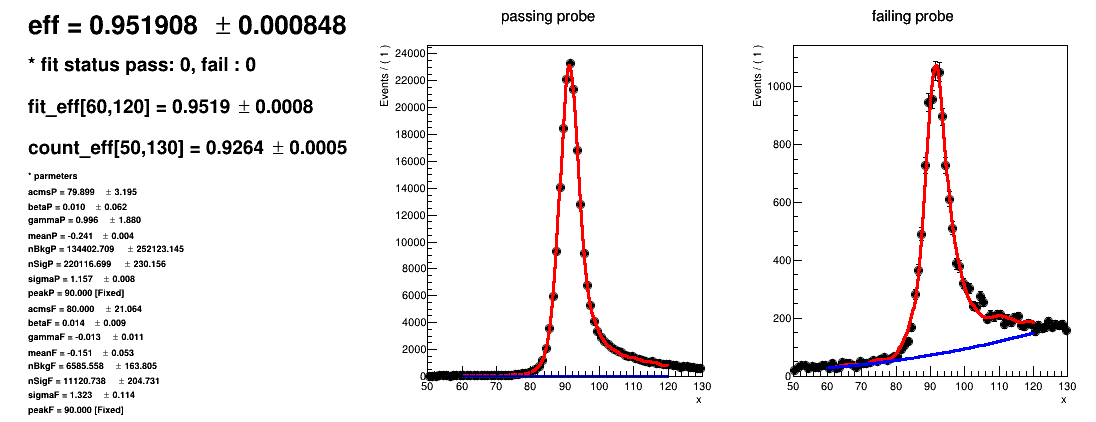 eff = 0.951908 ± 0.000848
* fit status pass: 0, fail : 0
fit_eff[60,120] = 0.9519 ± 0.0008
count_eff[50,130] = 0.9264 ± 0.0005
* parmeters
acmsP = 79.899 ± 3.195
betaP = 0.010 ± 0.062
gammaP = 0.996 ± 1.880
meanP = -0.241 ± 0.004
nBkgP = 134402.709 ± 252123.145
nSigP = 220116.699 ± 230.156
sigmaP = 1.157 ± 0.008
peakP = 90.000 [Fixed]
acmsF = 80.000 ± 21.064
betaF = 0.014 ± 0.009
gammaF = -0.013 ± 0.011
meanF = -0.151 ± 0.053
nBkgF = 6585.558 ± 163.805
nSigF = 11120.738 ± 204.731
sigmaF = 1.323 ± 0.114
peakF = 90.000 [Fixed]
passing probe
Events / ( 1 )
24000
22000
20000
18000
16000
14000
12000
10000
8000
6000
4000
2000
0
50 60 70 80 90 100 110 120 130
x
failing probe
Events / ( 1 )
1000
800
600
400
200
0
50 60 70 80 90 100 110 120 130
x